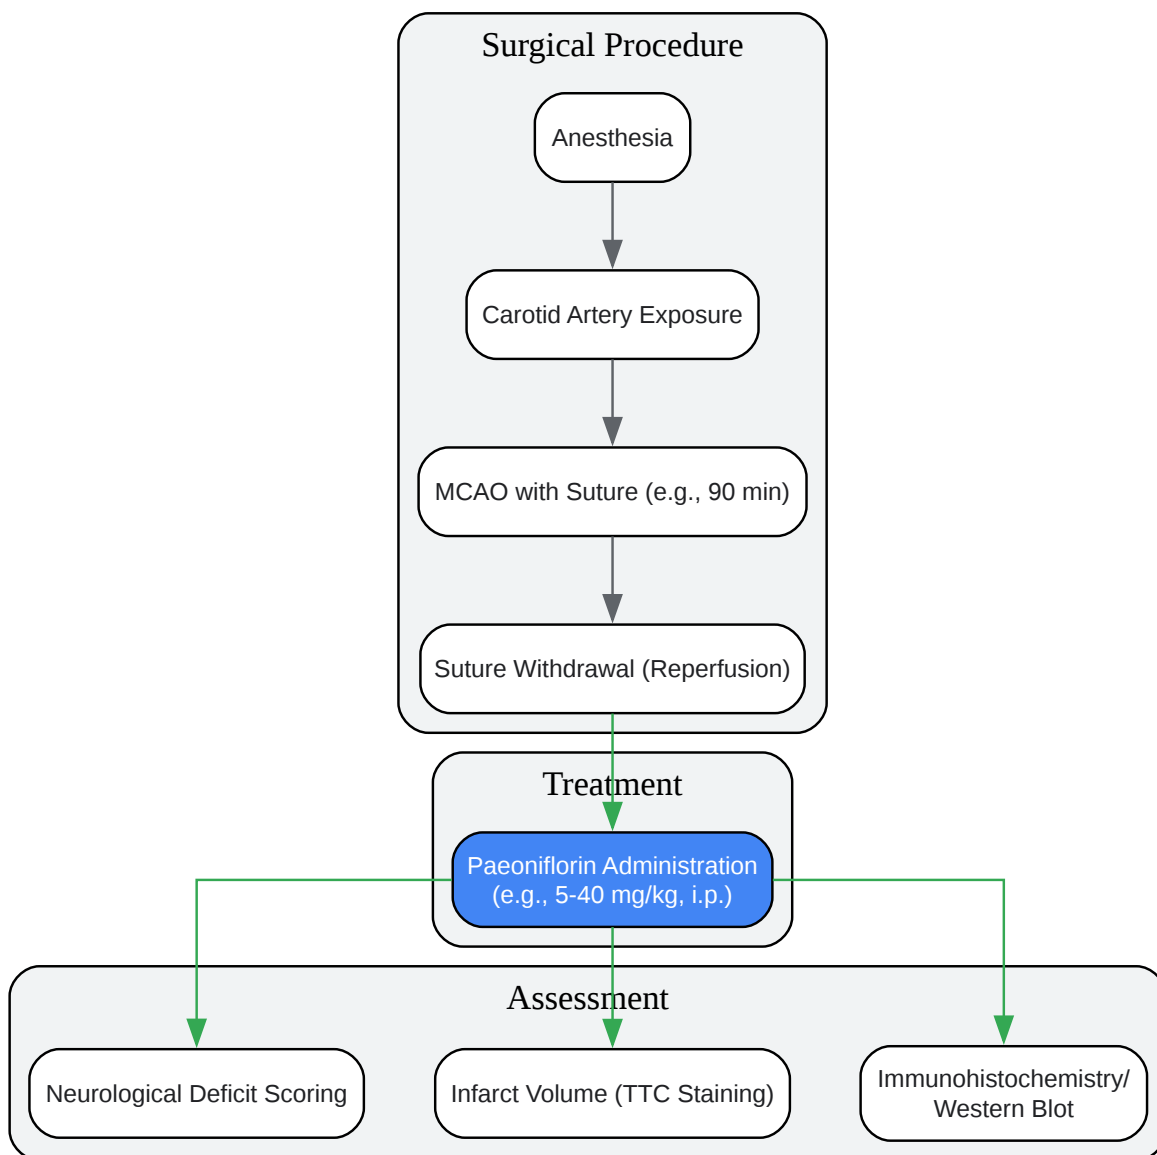 Surgical Procedure
Anesthesia
Carotid Artery Exposure
MCAO with Suture (e.g., 90 min)
Suture Withdrawal (Reperfusion)
Treatment
Paeoniflorin Administration
(e.g., 5-40 mg/kg, i.p.)
Assessment
Neurological Deficit Scoring
Infarct Volume (TTC Staining)
Immunohistochemistry/
Western Blot